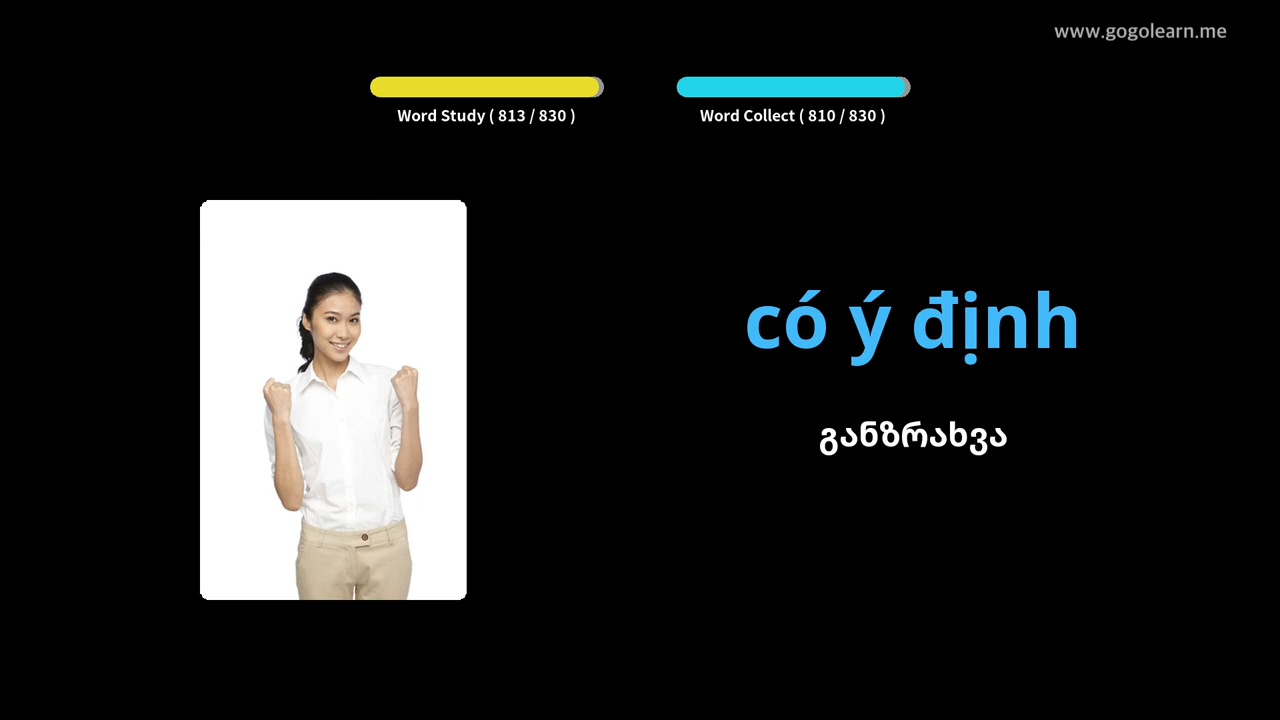 www.gogolearn.me
Word Study ( 813 / 830 )
Word Collect ( 810 / 830 )
có ý định
განზრახვა